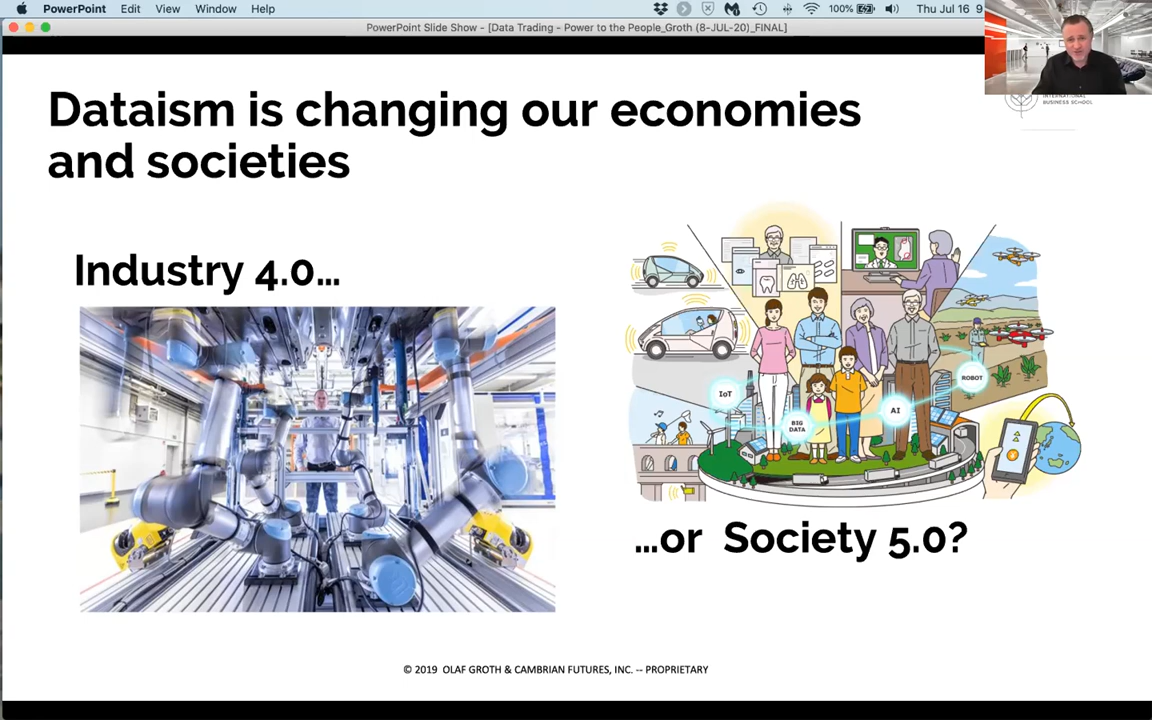 PowerPoint Edit View Window Help 100% Thu Jul 16 9
PowerPoint Slide Show - [Data Trading - Power to the People_Groth (8-JUL-20)_FINAL]
INTERNATIONAL
BUSINESS SCHOOL
Dataism is changing our economies
and societies
Industry 4.0...
IoT
BIG
DATA
AI
ROBOT
...or Society 5.0?
© 2019 OLAF GROTH & CAMBRIAN FUTURES, INC. -- PROPRIETARY